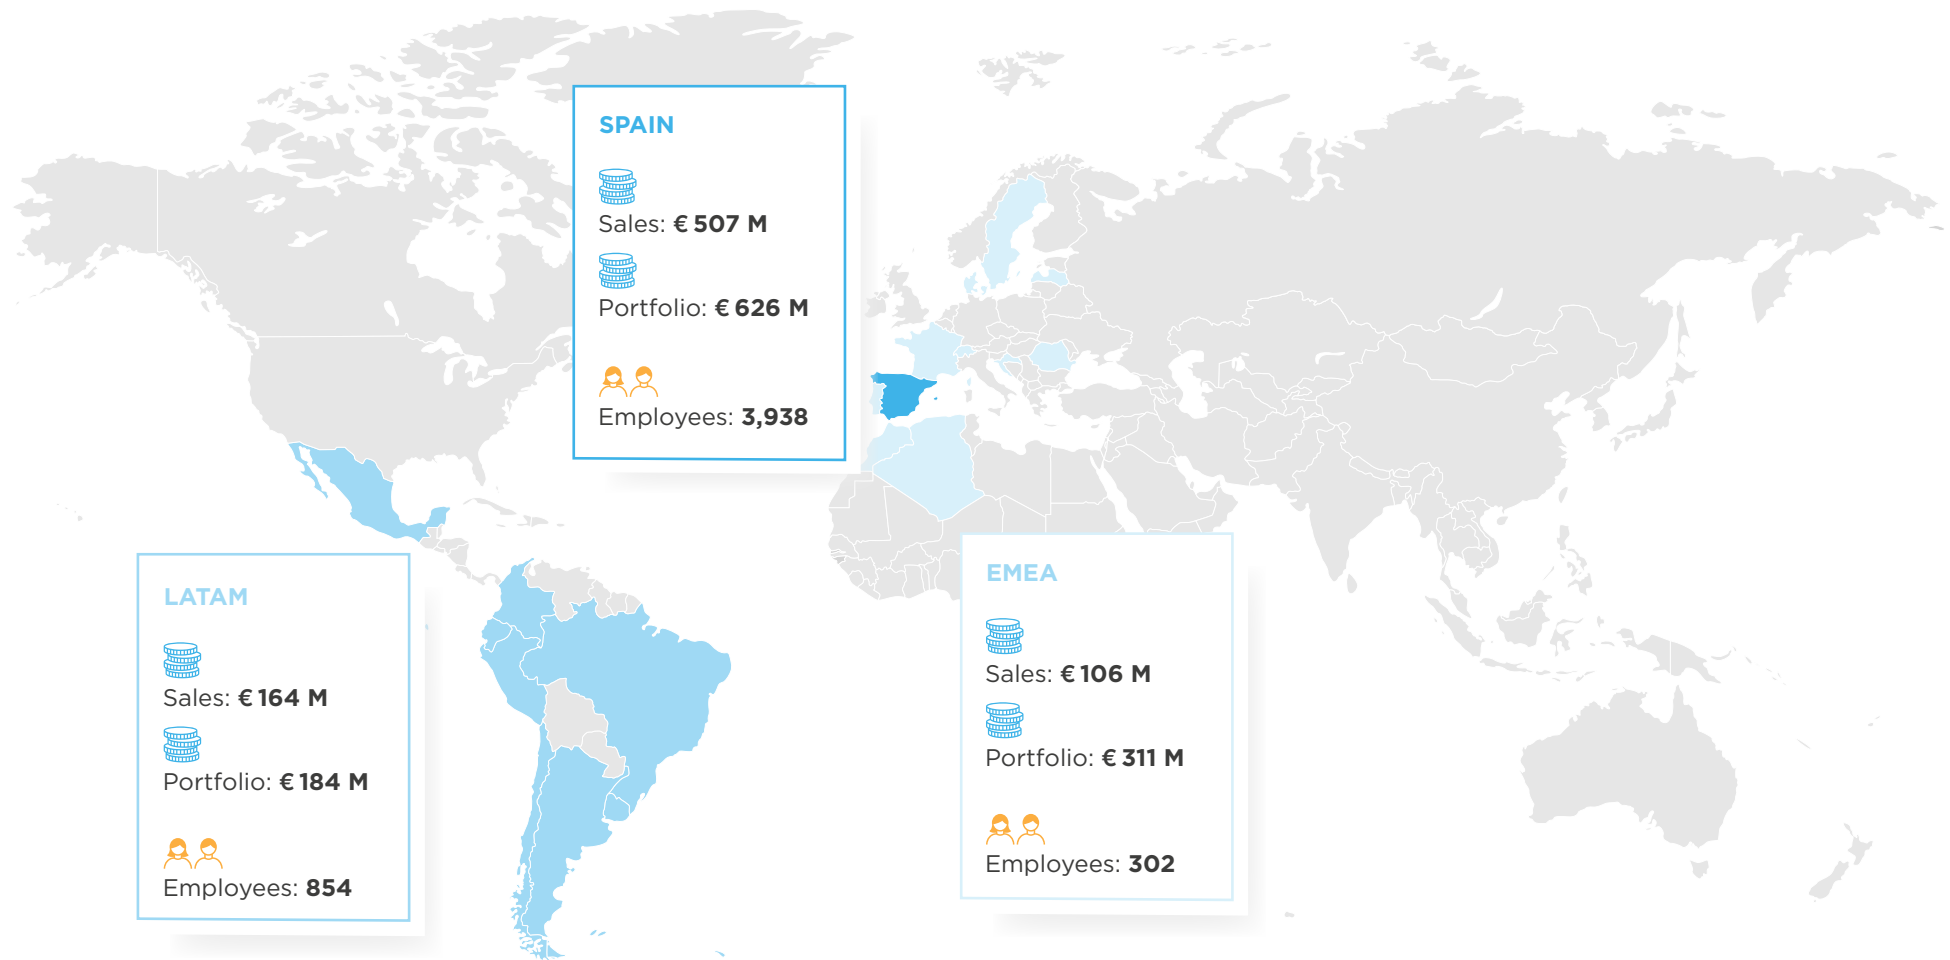 SPAIN
Sales: € 507 M
Portfolio: € 626 M
Employees: 3,938
LATAM
Sales: € 164 M
Portfolio: € 184 M
Employees: 854
EMEA
Sales: € 106 M
Portfolio: € 311 M
Employees: 302